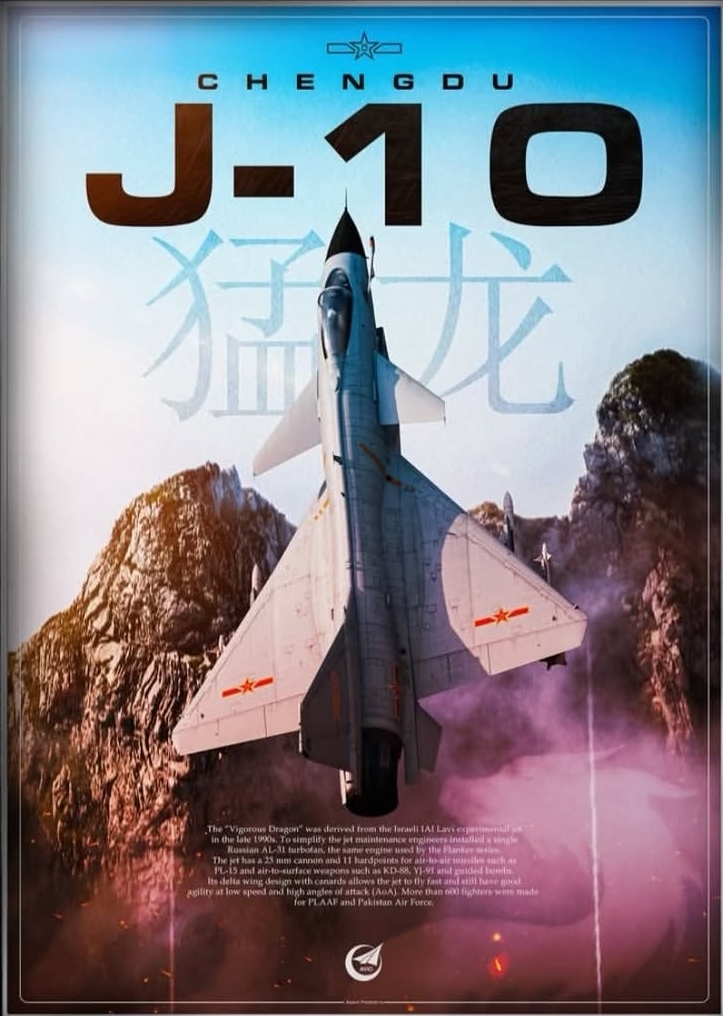 CHENGDU
J-10
猛龙
The "Vigorous Dragon" was derived from the Israeli IAI Lavi experimental jet
in the late 1990s. To simplify the jet maintenance engineers installed a single
Russian AL-31 turbofan, the same engine used by the Flanker series.
The jet has a 23 mm cannon and 11 hardpoints for air-to-air missiles such as
PL-15 and air-to-surface weapons such as KD-88, YJ-91 and guided bombs.
Its delta wing design with canards allows the jet to fly fast and still have good
agility at low speed and high angles of attack (AoA). More than 600 fighters were made
for PLAAF and Pakistan Air Force.
AVIC